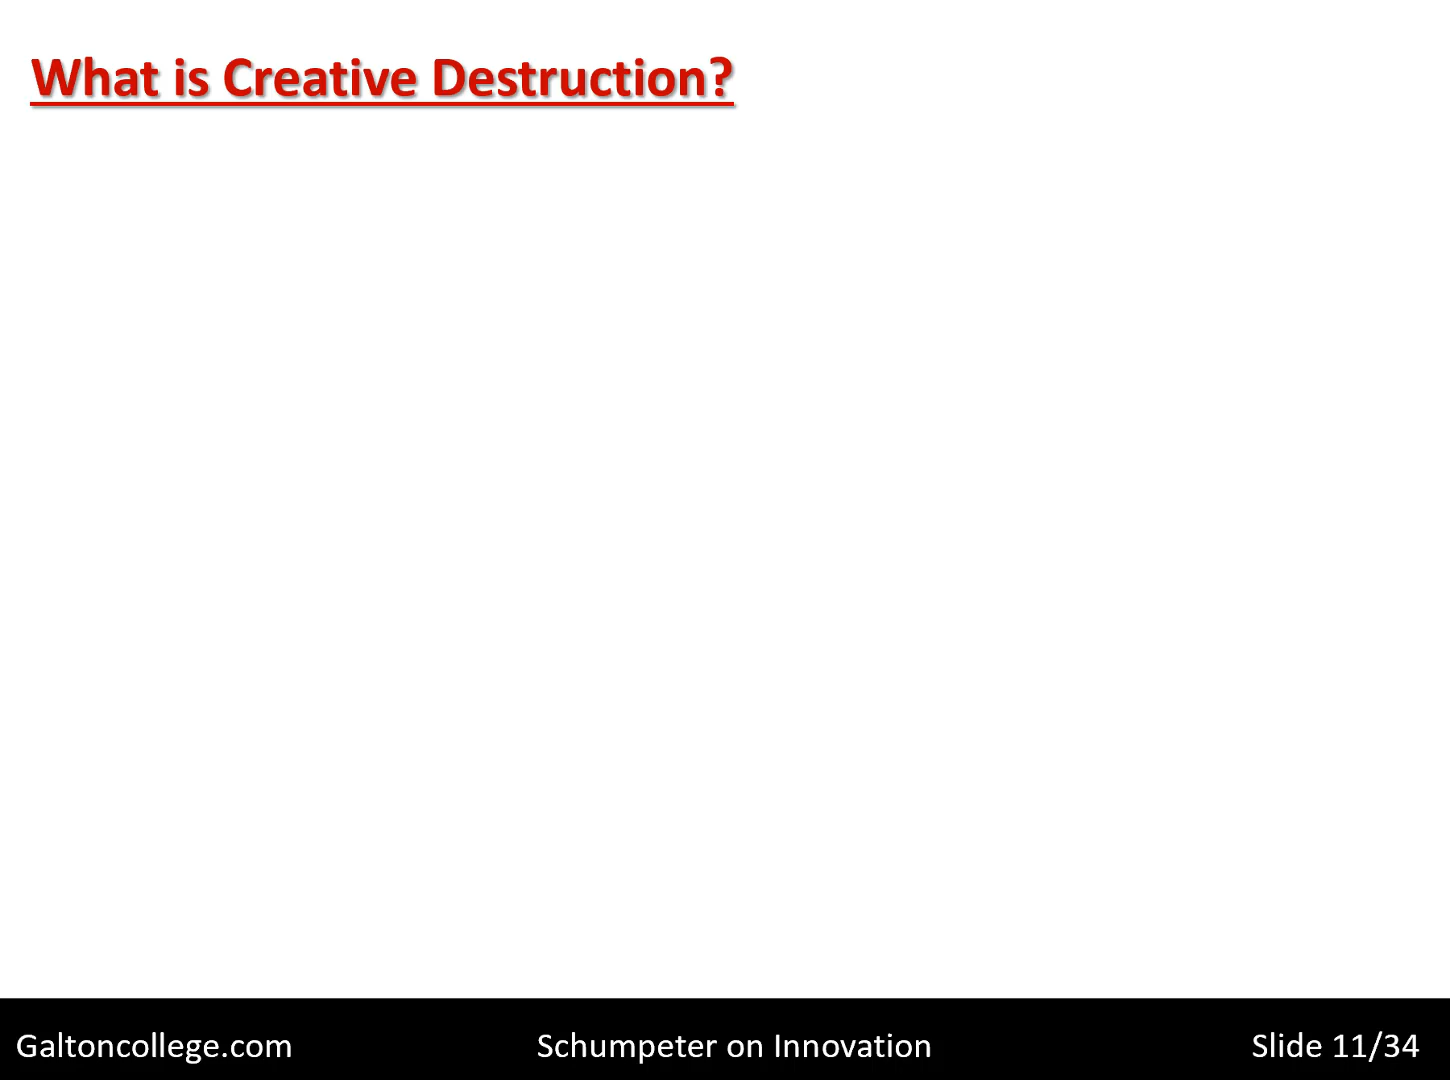 What is Creative Destruction?
Galtoncollege.com
Schumpeter on Innovation
Slide 11/34